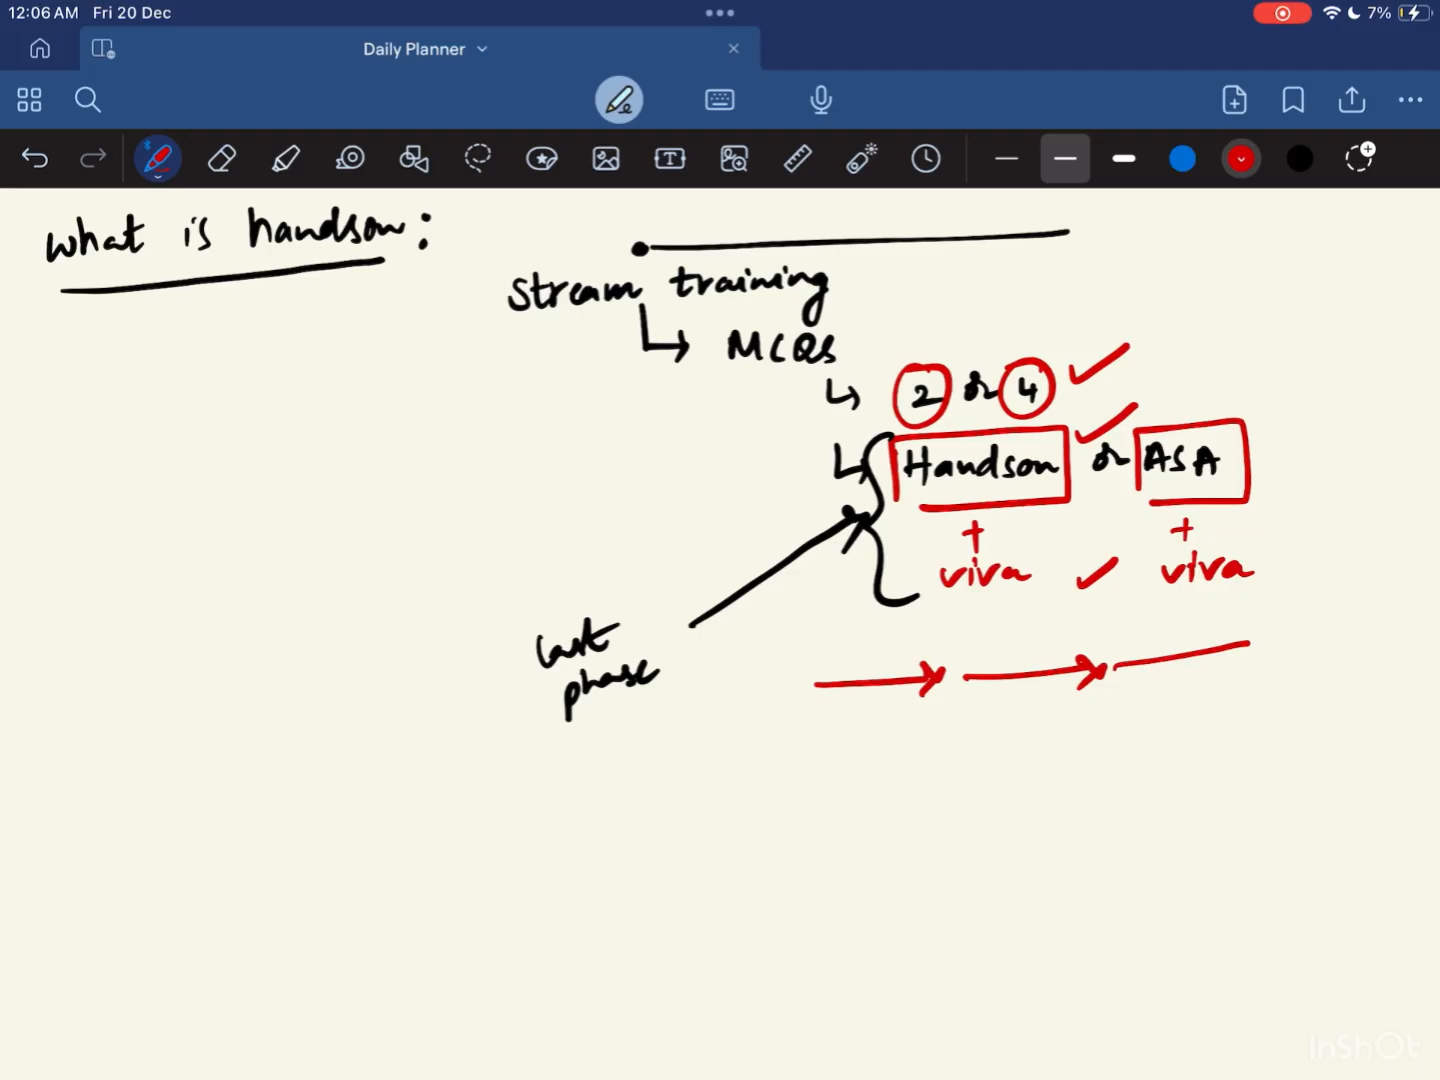 12:06 AM Fri 20 Dec
7%
Daily Planner
What is handson:
Stream training
MCQs
2 or 4
Handson or ASA
+ +
viva viva
last
phase
InShOt